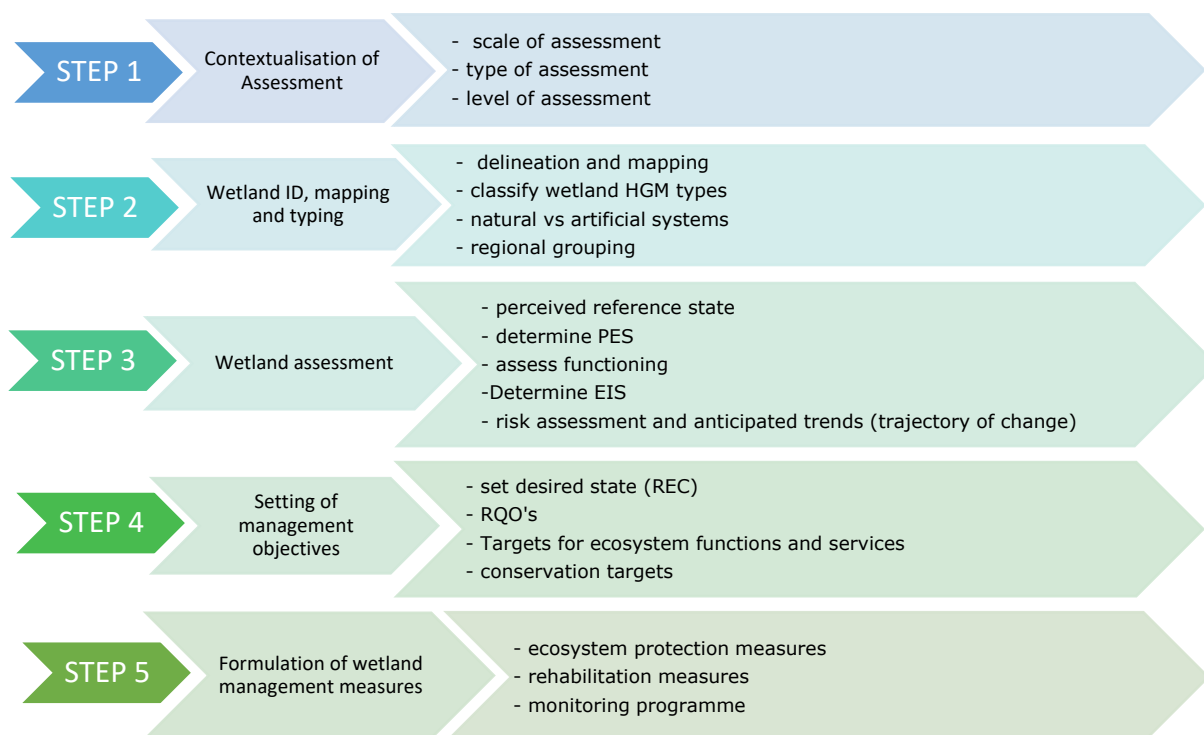 STEP 1
Contextualisation of
Assessment
- scale of assessment
- type of assessment
- level of assessment
STEP 2
Wetland ID, mapping
and typing
- delineation and mapping
- classify wetland HGM types
- natural vs artificial systems
- regional grouping
STEP 3
Wetland assessment
- perceived reference state
- determine PES
- assess functioning
-Determine EIS
- risk assessment and anticipated trends (trajectory of change)
STEP 4
Setting of
management
objectives
- set desired state (REC)
- RQO's
- Targets for ecosystem functions and services
- conservation targets
STEP 5
Formulation of wetland
management measures
- ecosystem protection measures
- rehabilitation measures
- monitoring programme